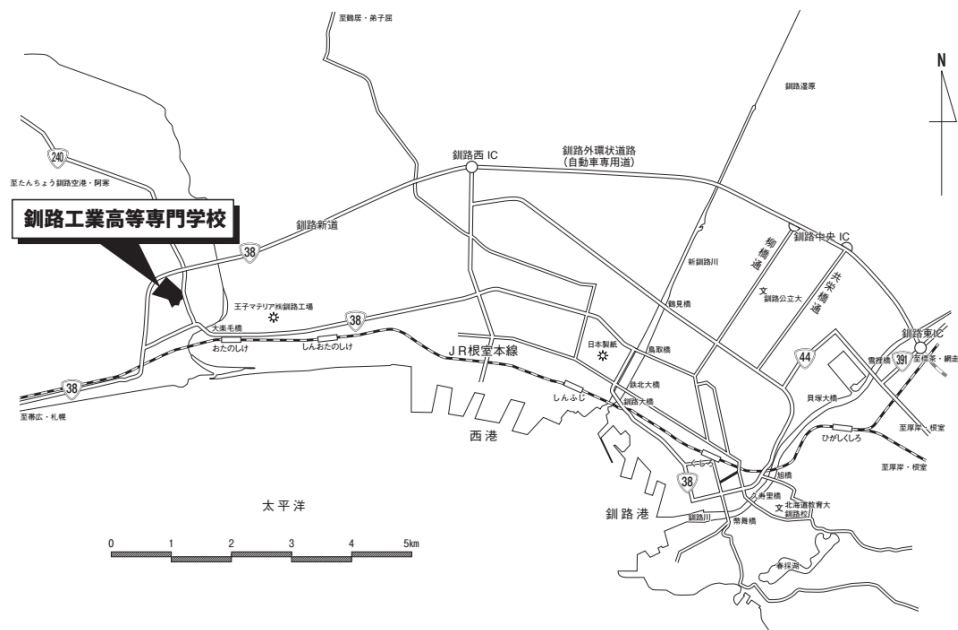 至鶴居・弟子屈
釧路湿原
N
240
釧路西 IC
釧路外環状道路
(自動車専用道)
至たんちょう釧路空港・阿寒
釧路工業高等専門学校
釧路新道
38
柳橋通
釧路中央 IC
新釧路川
共栄橋通
釧路公立大
王子マテリア㈱釧路工場
鶴見橋
38
大楽毛橋
おたのしけ
しんおたのしけ
JR根室本線
日本製紙
鳥取橋
44
雪裡橋
釧路東IC
391
至標茶・網走
38
至帯広・札幌
しんふじ
鉄北大橋
釧路大橋
貝塚大橋
西港
至厚岸・根室
ひがしくしろ
くしろ
至厚岸・根室
38
旭橋
太平洋
釧路港
久寿里橋
北海道教育大
釧路校
釧路川
幣舞橋
春採湖
0 1 2 3 4 5km